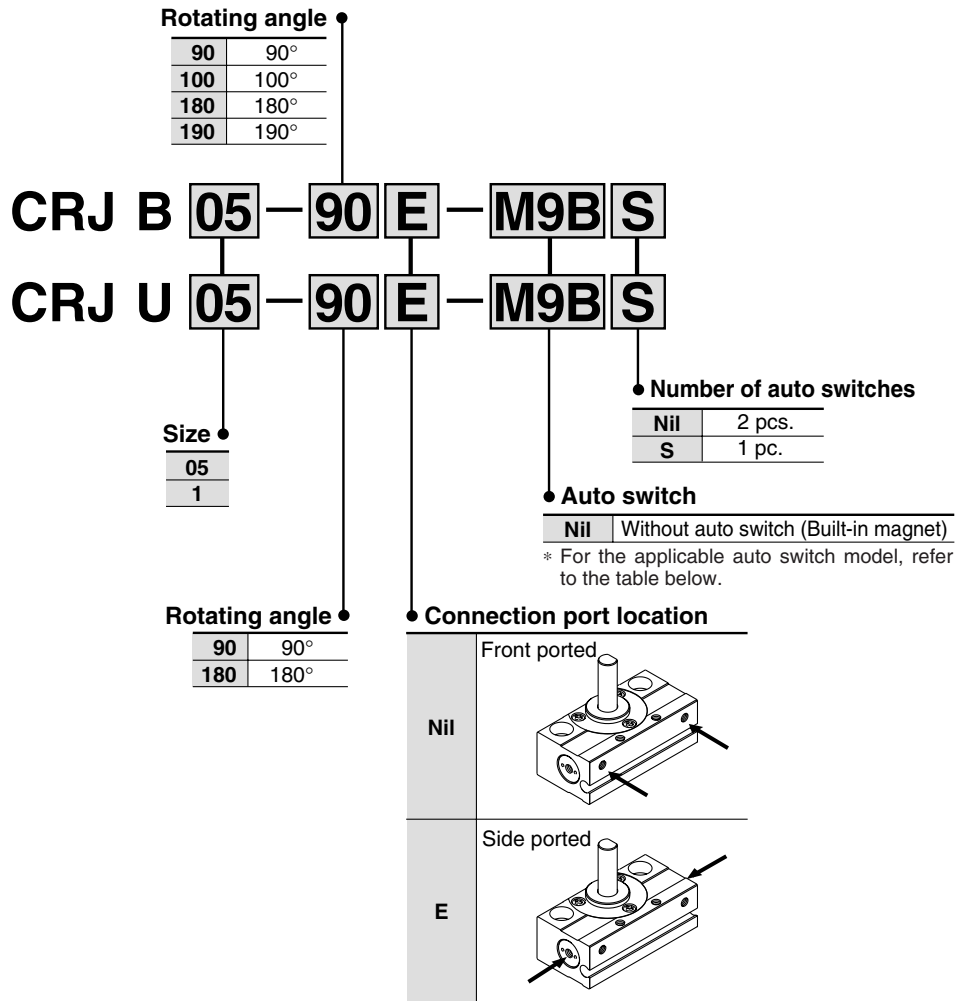 Rotating angle
90 90°
100 100°
180 180°
190 190°
CRJ B 05 — 90 E — M9B S
CRJ U 05 — 90 E — M9B S
Number of auto switches
Nil 2 pcs.
S 1 pc.
Size
05
1
Auto switch
Nil Without auto switch (Built-in magnet)
* For the applicable auto switch model, refer
to the table below.
Rotating angle
90 90°
180 180°
Connection port location
Nil Front ported
E Side ported